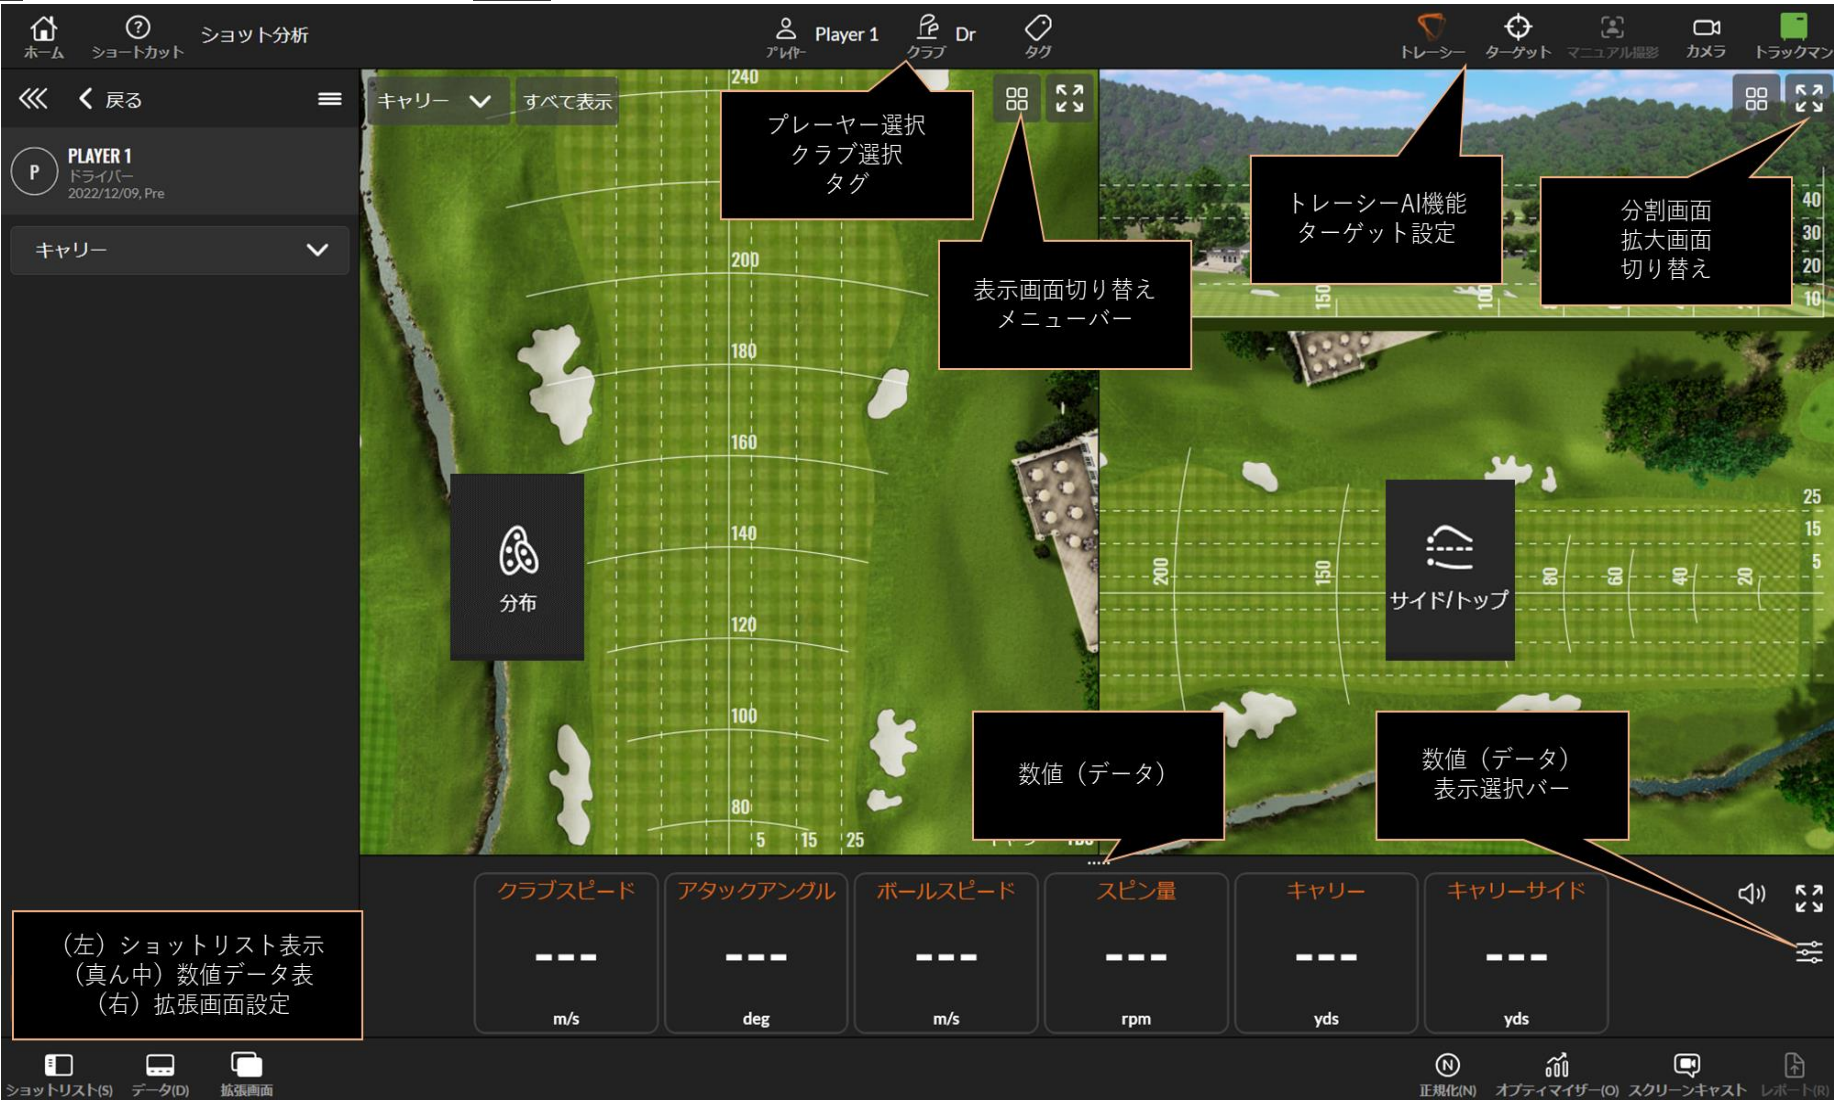 ホーム
ショートカット
ショット分析
プレイヤー
Player 1
クラブ
Dr
タグ
トレーシー
ターゲット
マニュアル撮影
カメラ
トラックマン
戻る
P
PLAYER 1
ドライバー
2022/12/09, Pre
キャリー
キャリー
すべて表示
プレーヤー選択
クラブ選択
タグ
表示画面切り替え
メニューバー
トレーシーAI機能
ターゲット設定
分割画面
拡大画面
切り替え
240
200
180
160
140
120
100
80
5 15 25
40
30
20
10
150
100
25
15
5
200
150
80
60
40
20
分布
サイド/トップ
数値（データ）
数値（データ）
表示選択バー
クラブスピード
---
m/s
アタックアングル
---
deg
ボールスピード
---
m/s
スピン量
---
rpm
キャリー
---
yds
キャリーサイド
---
yds
（左）ショットリスト表示
（真ん中）数値データ表
（右）拡張画面設定
ショットリスト(S)
データ(D)
拡張画面
N
正規化(N)
オプティマイザー(O)
スクリーンキャスト
レポート(R)